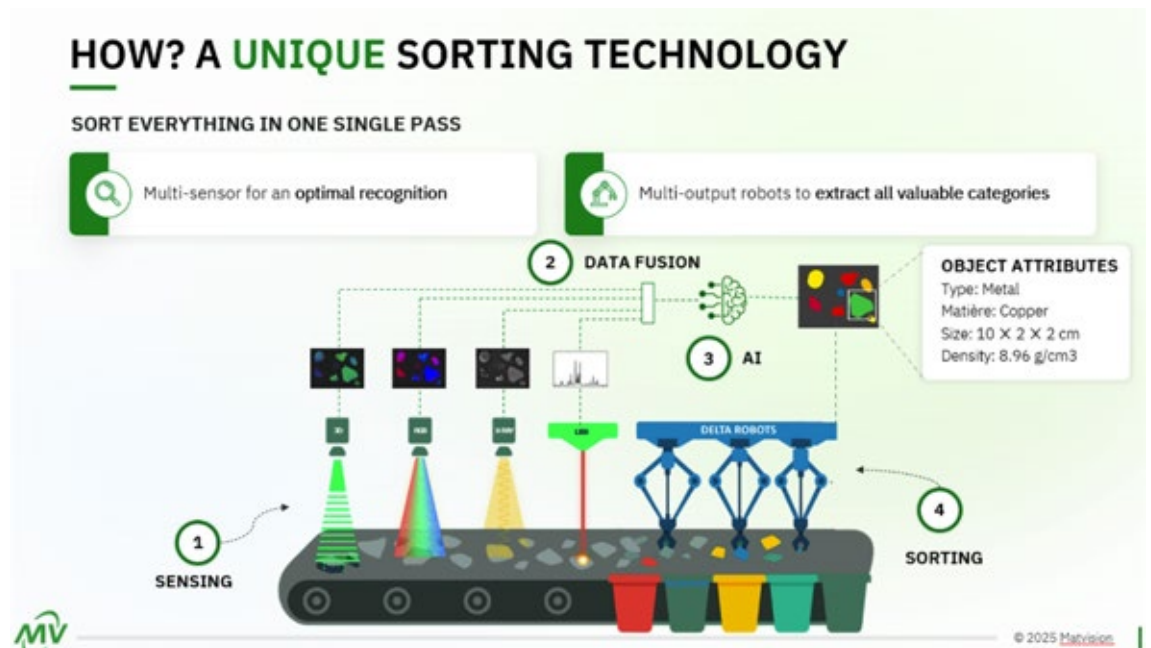 HOW? A UNIQUE SORTING TECHNOLOGY
SORT EVERYTHING IN ONE SINGLE PASS
Multi-sensor for an optimal recognition
Multi-output robots to extract all valuable categories
2
DATA FUSION
OBJECT ATTRIBUTES
Type: Metal
Matière: Copper
Size: 10 X 2 X 2 cm
Density: 8.96 g/cm3
3
AI
3D
RGB
X-RAY
LIBS
DELTA ROBOTS
4
SORTING
1
SENSING
MV
© 2025 Matvision